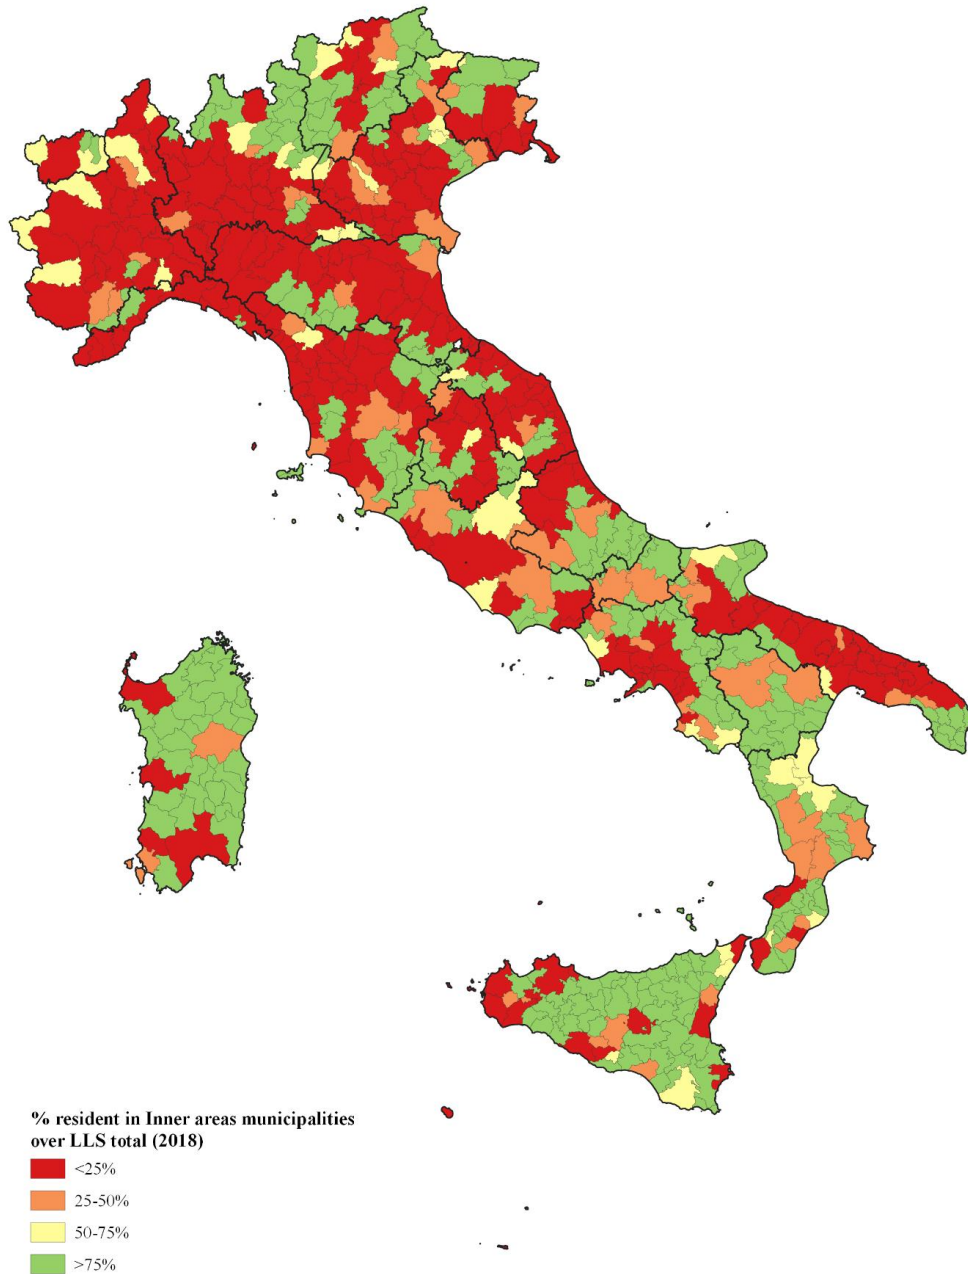 % resident in Inner areas municipalities
over LLS total (2018)
<25%
25-50%
50-75%
>75%